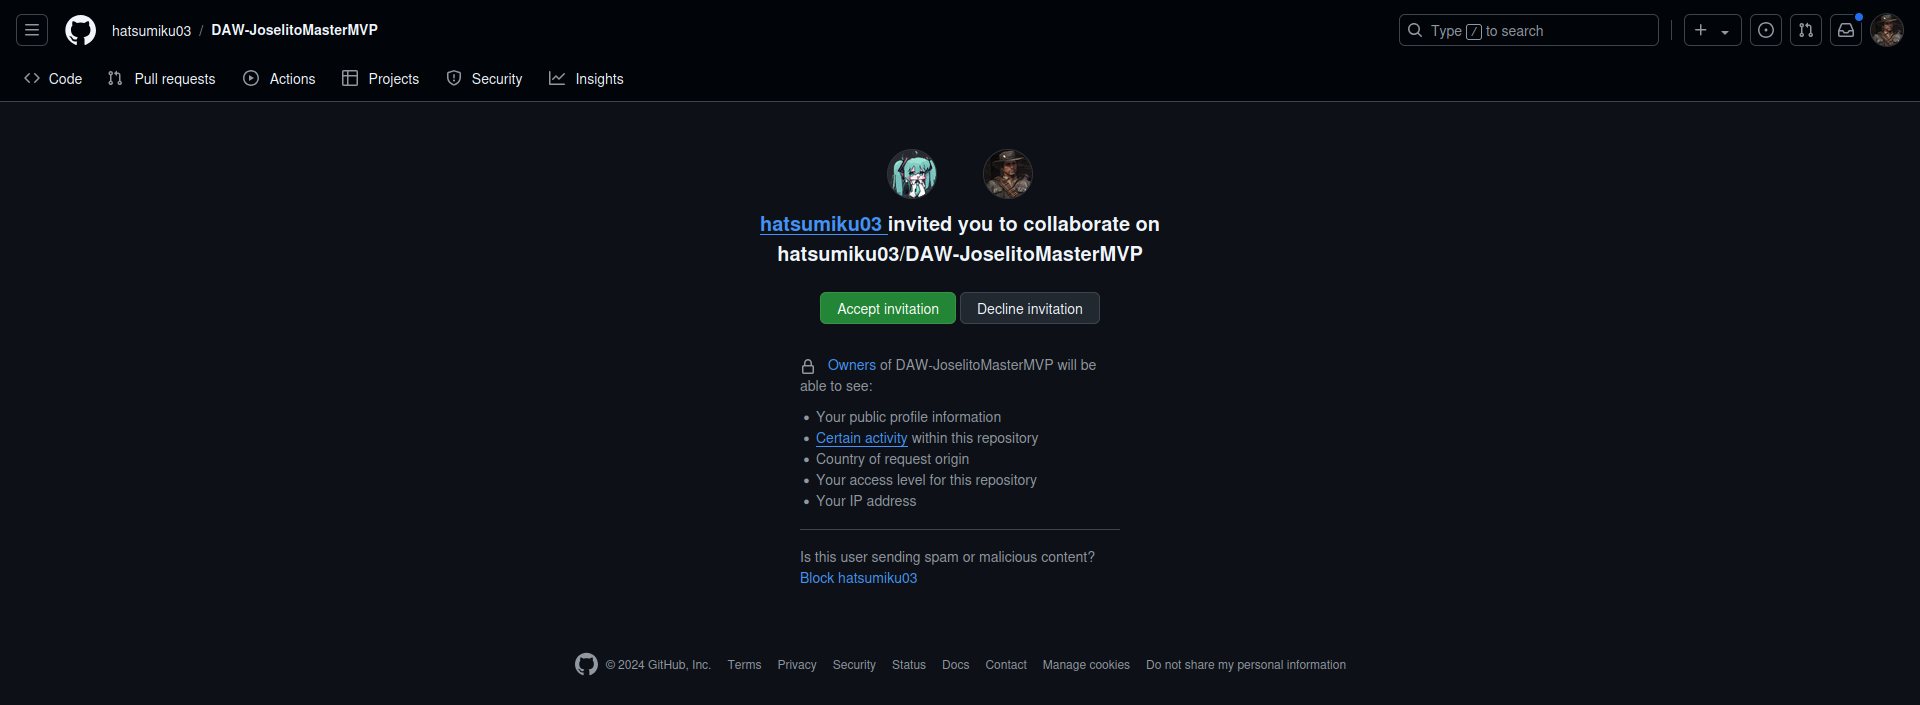 hatsumiku03 / DAW-JoselitoMasterMVP
Type / to search
Code Pull requests Actions Projects Security Insights
hatsumiku03 invited you to collaborate on
hatsumiku03/DAW-JoselitoMasterMVP
Accept invitation Decline invitation
Owners of DAW-JoselitoMasterMVP will be
able to see:
• Your public profile information
• Certain activity within this repository
• Country of request origin
• Your access level for this repository
• Your IP address
Is this user sending spam or malicious content?
Block hatsumiku03
© 2024 GitHub, Inc. Terms Privacy Security Status Docs Contact Manage cookies Do not share my personal information